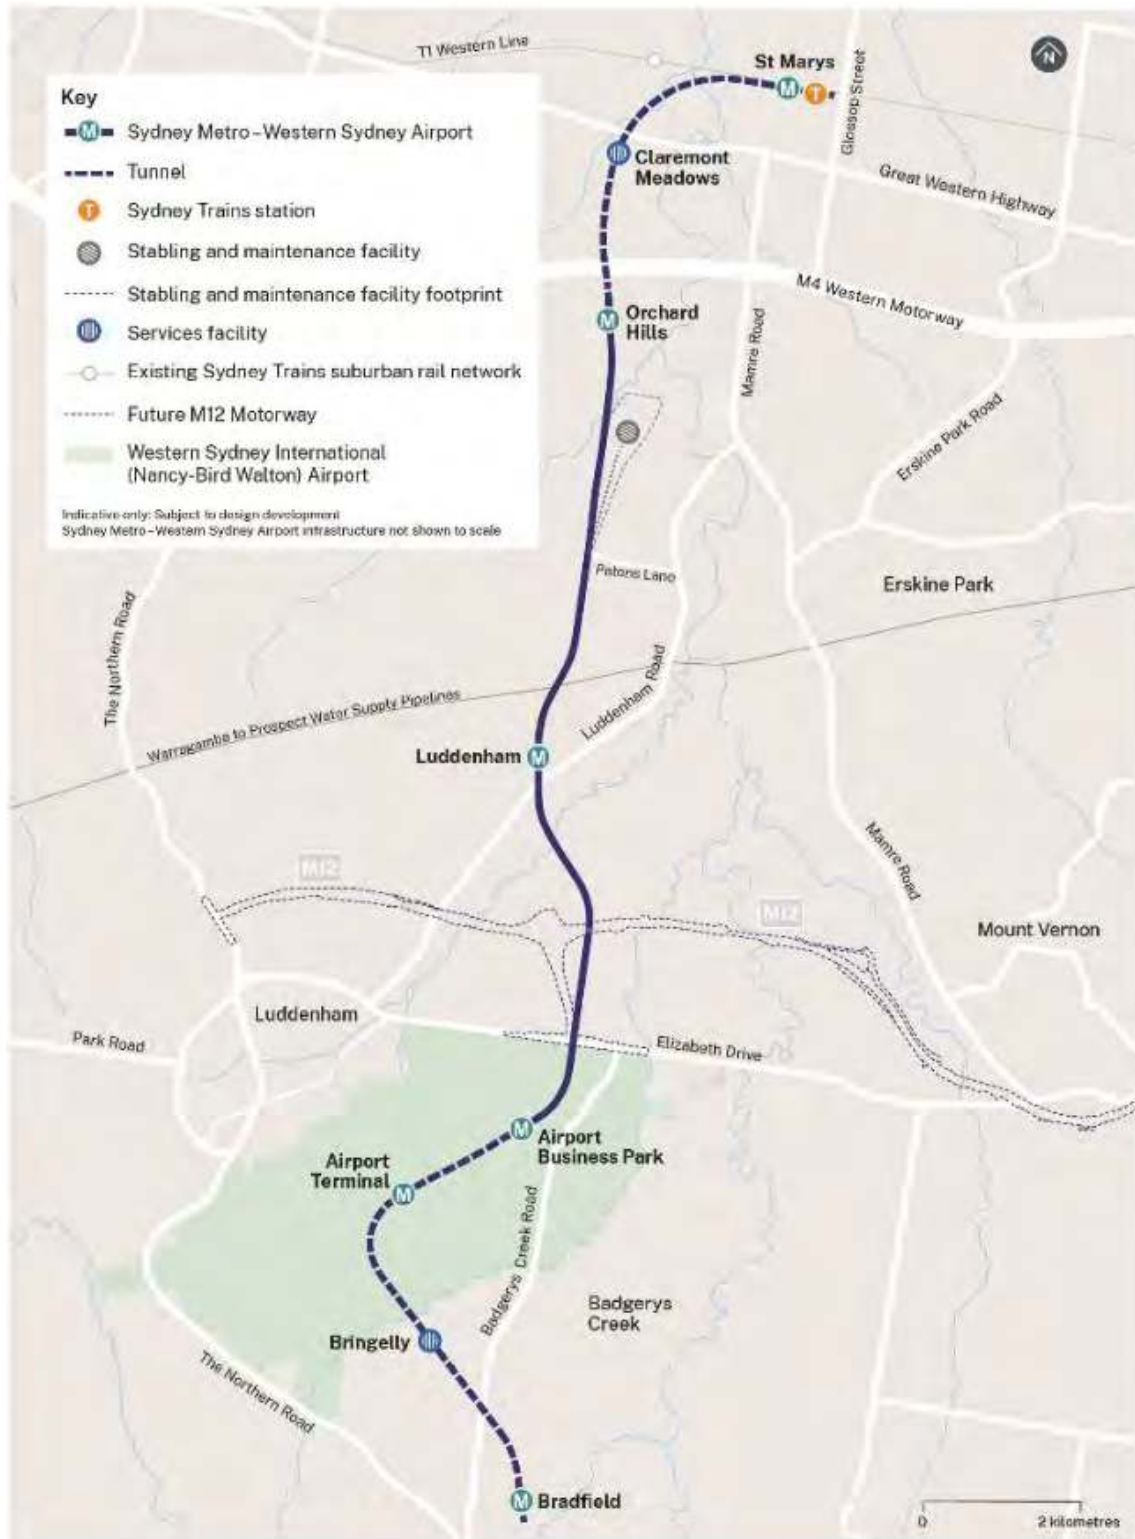 T1 Western Line
St Marys
M
T
N
Glossop Street
Key
M Sydney Metro – Western Sydney Airport
Tunnel
T Sydney Trains station
Stabling and maintenance facility
Stabling and maintenance facility footprint
Services facility
Existing Sydney Trains suburban rail network
Future M12 Motorway
Western Sydney International
(Nancy-Bird Walton) Airport
Indicative only: Subject to design development
Sydney Metro – Western Sydney Airport infrastructure not shown to scale
Claremont
Meadows
Great Western Highway
M4 Western Motorway
M
Orchard
Hills
Mamre Road
Erskine Park Road
Patons Lane
Erskine Park
The Northern Road
Luddenham Road
Warragamba to Prospect Water Supply Pipelines
Luddenham
M
Mamre Road
M12
M12
Mount Vernon
Luddenham
Park Road
Elizabeth Drive
M
Airport
Business Park
Airport
Terminal
M
Badgerys Creek Road
Badgerys
Creek
Bringelly
The Northern Road
M
Bradfield
0
2 kilometres